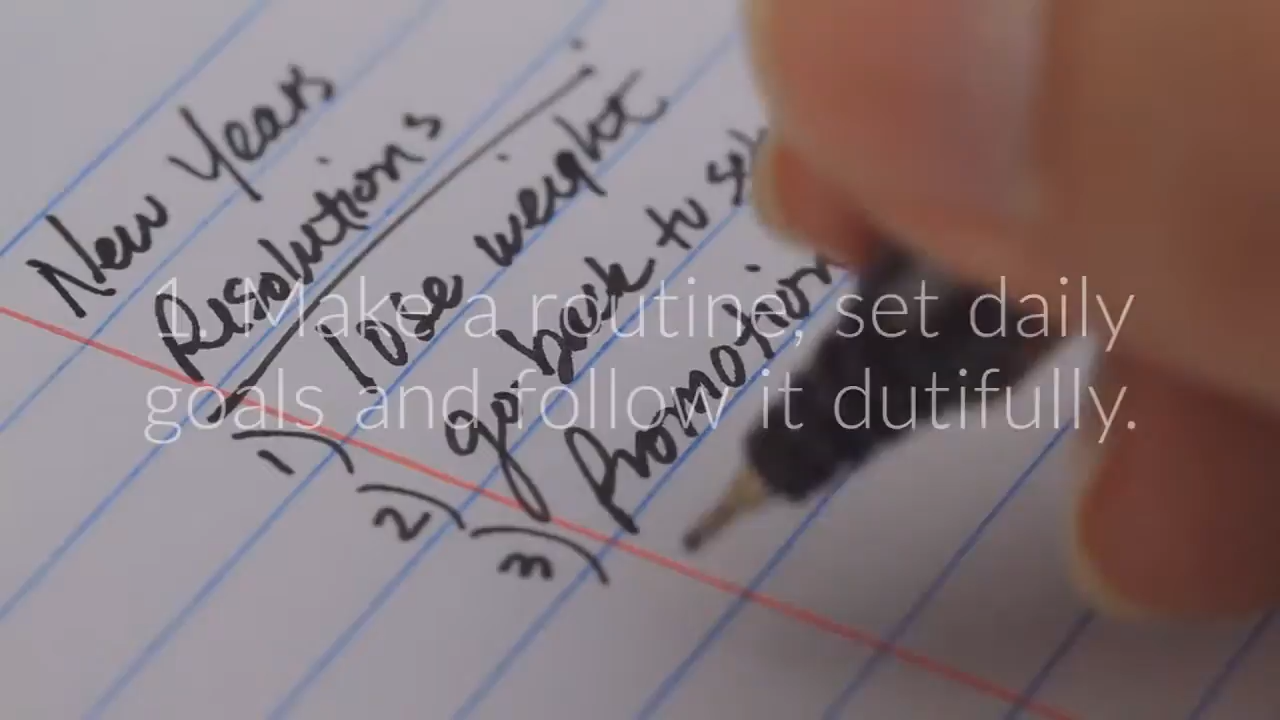 New Years
Resolutions
1) lose weight
2) go back to
3) Promotion
1. Make a routine, set daily
goals and follow it dutifully.